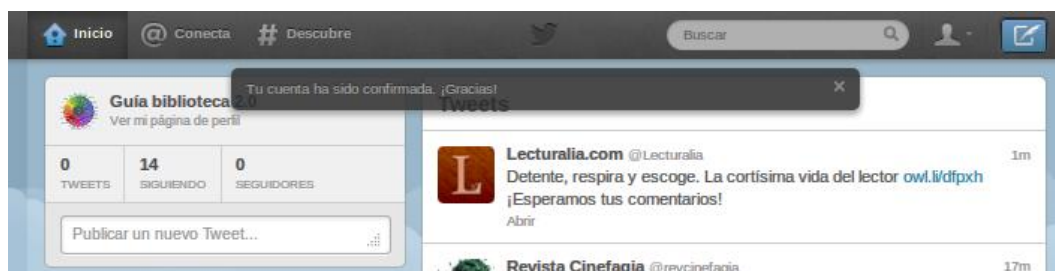 Inicio @ Conecta # Descubre Buscar
Tu cuenta ha sido confirmada. ¡Gracias!
Guía biblioteca 2.0
Ver mi página de perfil
0 14 0
TWEETS SIGUIENDO SEGUIDORES
Publicar un nuevo Tweet...
Tweets
Lecturalia.com @Lecturalia 1m
Detente, respira y escoge. La cortísima vida del lector owl.li/dfpxh
¡Esperamos tus comentarios!
Abrir
Revista Cinefagia @revcinefagia 17m